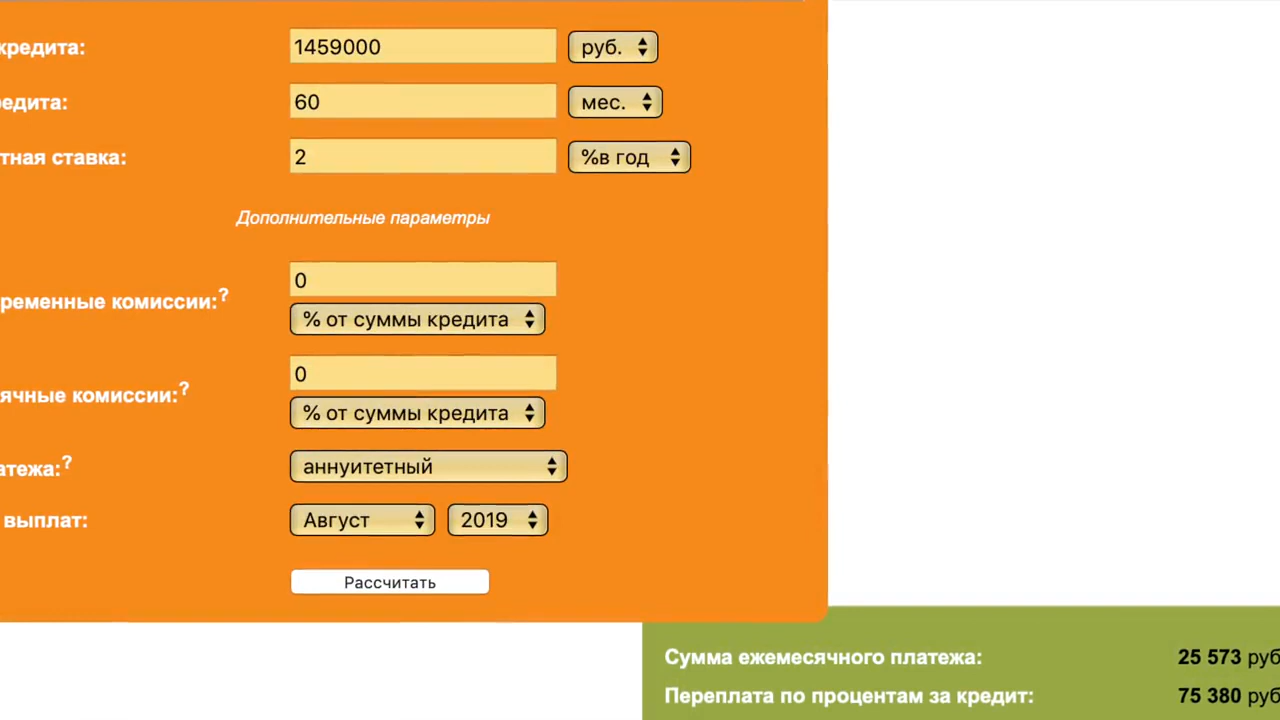 кредита: 1459000 руб.
едита: 60 мес.
тная ставка: 2 %в год
Дополнительные параметры
ременные комиссии:? 0
% от суммы кредита
ячные комиссии:? 0
% от суммы кредита
атежа:? аннуитетный
выплат: Август 2019
Рассчитать
Сумма ежемесячного платежа: 25 573 руб
Переплата по процентам за кредит: 75 380 руб